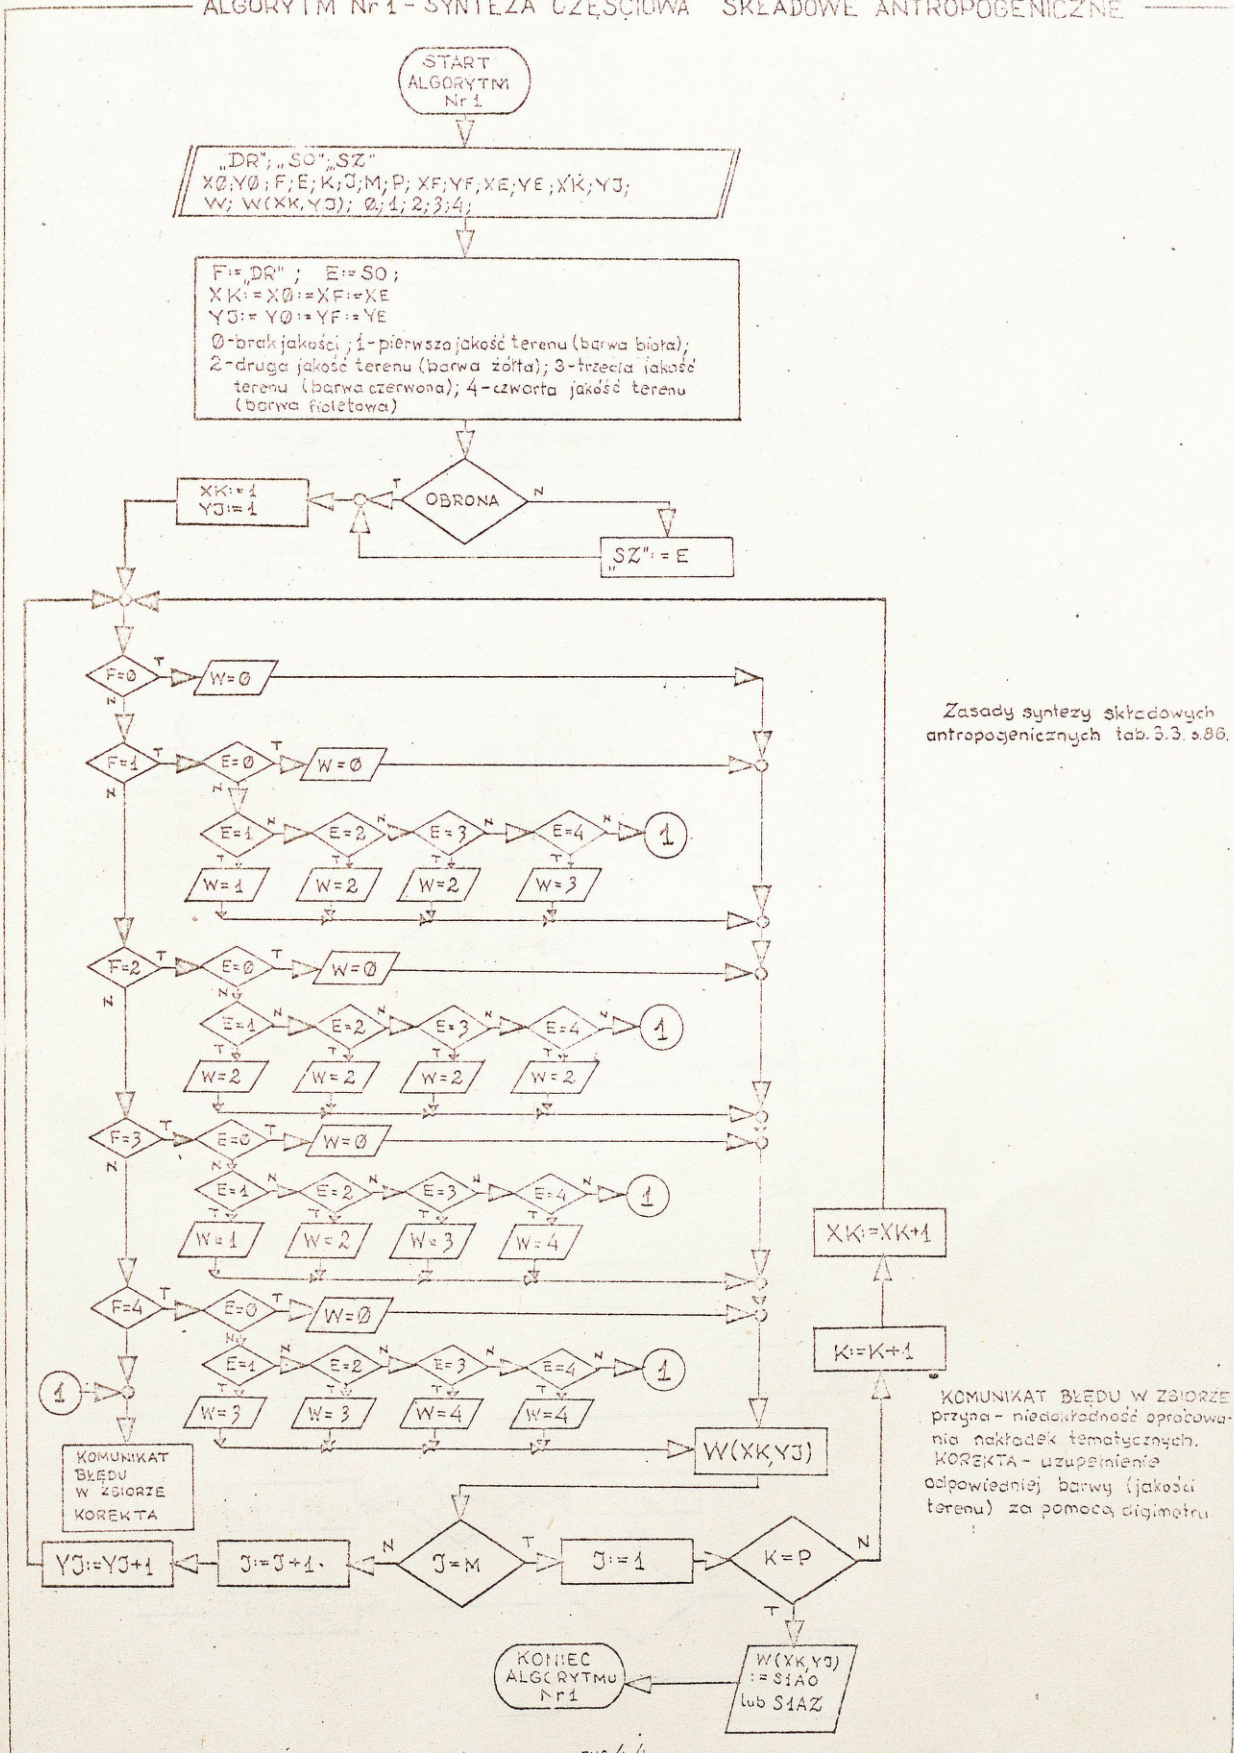 ALGORYTM Nr 1 - SYNTEZA CZĘŚCIOWA SKŁADOWE ANTROPOGENICZNE
START
ALGORYTM
Nr 1
„DR"; „SO"; „SZ"
XØ;YØ; F; E; K; J; M; P; XF; YF; XE; YE; XK; YJ;
W; W(XK,YJ); Ø;1; 2; 3; 4;
F:=„DR"; E:=SO;
XK:=XØ:=XF:=XE
YJ:=YØ:=YF:=YE
Ø-brak jakości; 1-pierwsza jakość terenu (barwa biała);
2-druga jakość terenu (barwa żółta); 3-trzecia jakość
terenu (barwa czerwona); 4-czwarta jakość terenu
(barwa fioletowa)
XK:=1
YJ:=1
T
OBRONA
N
„SZ":=E
F=Ø
T
W=Ø
N
Zasady syntezy składowych
antropogenicznych tab. 3.3. s.86.
F=1
T
E=Ø
T
W=Ø
N
N
E=1
N
E=2
N
E=3
N
E=4
N
1
T
T
T
T
W=1
W=2
W=2
W=3
F=2
T
E=Ø
T
W=Ø
N
N
E=1
N
E=2
N
E=3
N
E=4
N
1
T
T
T
T
W=2
W=2
W=2
W=2
F=3
T
E=Ø
T
W=Ø
N
N
E=1
N
E=2
N
E=3
N
E=4
N
1
T
T
T
T
W=1
W=2
W=3
W=4
XK:=XK+1
F=4
T
E=Ø
T
W=Ø
N
N
E=1
N
E=2
N
E=3
N
E=4
N
1
K:=K+1
1
T
T
T
T
W=3
W=3
W=4
W=4
KOMUNIKAT BŁĘDU W ZBIORZE
przyna - niedokładność opracowa-
nia nakładek tematycznych.
KOREKTA - uzupełnienie
odpowiedniej barwy (jakości
terenu) za pomocą digimetru
KOMUNIKAT
BŁĘDU
W ZBIORZE
KOREKTA
W(XK,YJ)
YJ:=YJ+1
J:=J+1.
N
J=M
T
J:=1
K=P
N
T
KONIEC
ALGORYTMU
Nr 1
W(XK,YJ)
:=S1AO
lub S1AZ